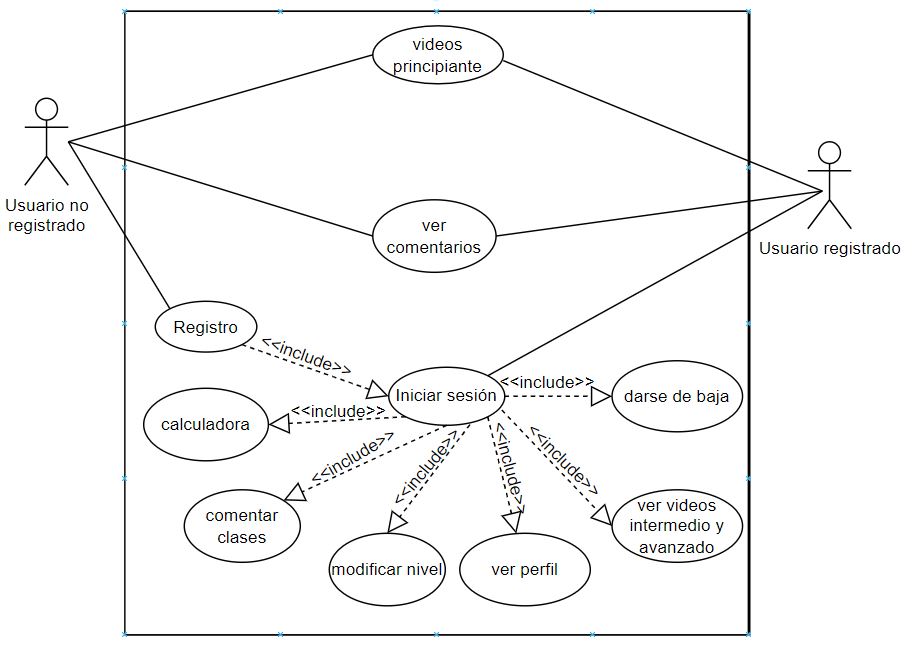 videos
principiante
Usuario no
registrado
ver
comentarios
Usuario registrado
Registro
<<include>>
Iniciar sesión
<<include>>
darse de baja
calculadora
<<include>>
<<include>>
<<include>>
<<include>>
<<include>>
comentar
clases
modificar nivel
ver perfil
ver videos
intermedio y
avanzado